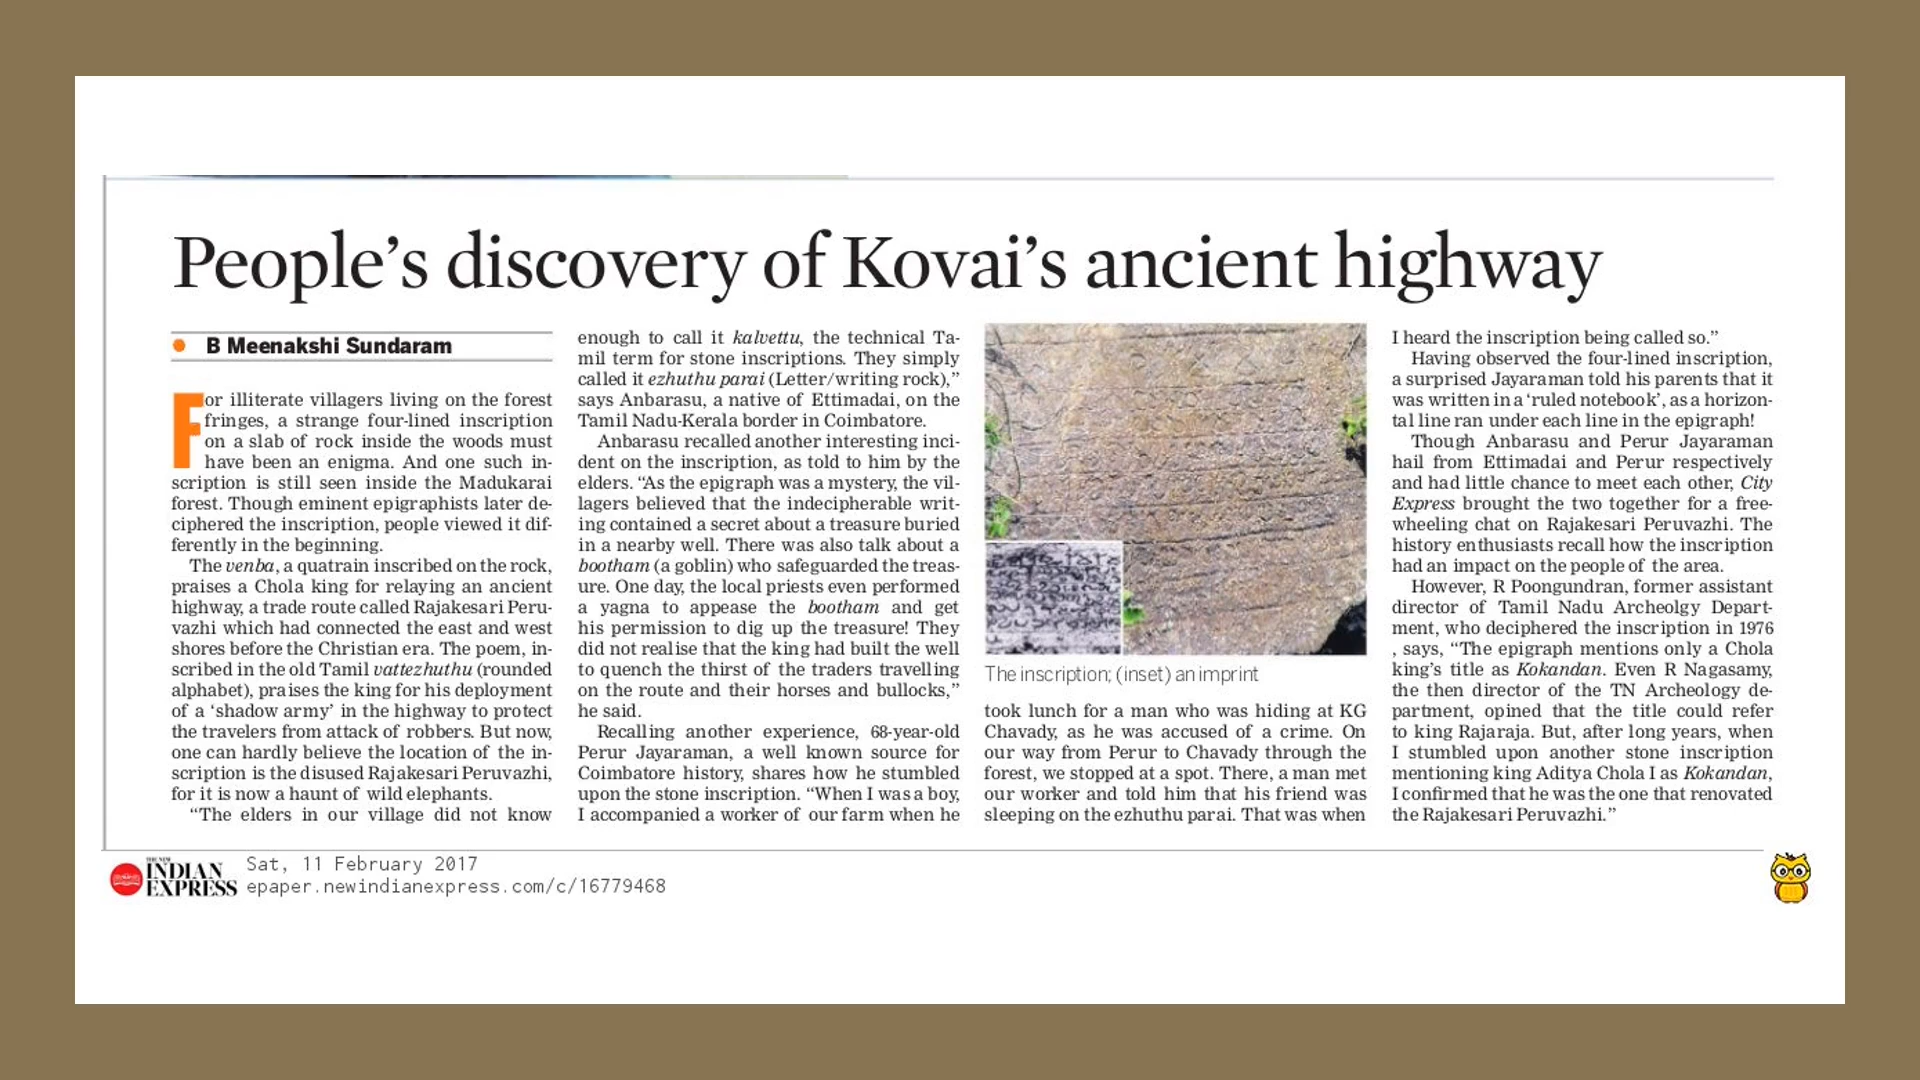 People's discovery of Kovai's ancient highway
B Meenakshi Sundaram
For illiterate villagers living on the forest
fringes, a strange four-lined inscription
on a slab of rock inside the woods must
have been an enigma. And one such in-
scription is still seen inside the Madukarai
forest. Though eminent epigraphists later de-
ciphered the inscription, people viewed it dif-
ferently in the beginning.
The venba, a quatrain inscribed on the rock,
praises a Chola king for relaying an ancient
highway, a trade route called Rajakesari Peru-
vazhi which had connected the east and west
shores before the Christian era. The poem, in-
scribed in the old Tamil vattezhuthu (rounded
alphabet), praises the king for his deployment
of a 'shadow army' in the highway to protect
the travelers from attack of robbers. But now,
one can hardly believe the location of the in-
scription is the disused Rajakesari Peruvazhi,
for it is now a haunt of wild elephants.
"The elders in our village did not know
enough to call it kalvettu, the technical Ta-
mil term for stone inscriptions. They simply
called it ezhuthu parai (Letter/writing rock),"
says Anbarasu, a native of Ettimadai, on the
Tamil Nadu-Kerala border in Coimbatore.
Anbarasu recalled another interesting inci-
dent on the inscription, as told to him by the
elders. "As the epigraph was a mystery, the vil-
lagers believed that the indecipherable writ-
ing contained a secret about a treasure buried
in a nearby well. There was also talk about a
bootham (a goblin) who safeguarded the treas-
ure. One day, the local priests even performed
a yagna to appease the bootham and get
his permission to dig up the treasure! They
did not realise that the king had built the well
to quench the thirst of the traders travelling
on the route and their horses and bullocks,"
he said.
Recalling another experience, 68-year-old
Perur Jayaraman, a well known source for
Coimbatore history, shares how he stumbled
upon the stone inscription. "When I was a boy,
I accompanied a worker of our farm when he
The inscription; (inset) an imprint
took lunch for a man who was hiding at KG
Chavady, as he was accused of a crime. On
our way from Perur to Chavady through the
forest, we stopped at a spot. There, a man met
our worker and told him that his friend was
sleeping on the ezhuthu parai. That was when
I heard the inscription being called so."
Having observed the four-lined inscription,
a surprised Jayaraman told his parents that it
was written in a 'ruled notebook', as a horizon-
tal line ran under each line in the epigraph!
Though Anbarasu and Perur Jayaraman
hail from Ettimadai and Perur respectively
and had little chance to meet each other, City
Express brought the two together for a free-
wheeling chat on Rajakesari Peruvazhi. The
history enthusiasts recall how the inscription
had an impact on the people of the area.
However, R Poongundran, former assistant
director of Tamil Nadu Archeolgy Depart-
ment, who deciphered the inscription in 1976
, says, "The epigraph mentions only a Chola
king's title as Kokandan. Even R Nagasamy,
the then director of the TN Archeology de-
partment, opined that the title could refer
to king Rajaraja. But, after long years, when
I stumbled upon another stone inscription
mentioning king Aditya Chola I as Kokandan,
I confirmed that he was the one that renovated
the Rajakesari Peruvazhi."
THE NEW
INDIAN
EXPRESS
Sat, 11 February 2017
epaper.newindianexpress.com/c/16779468